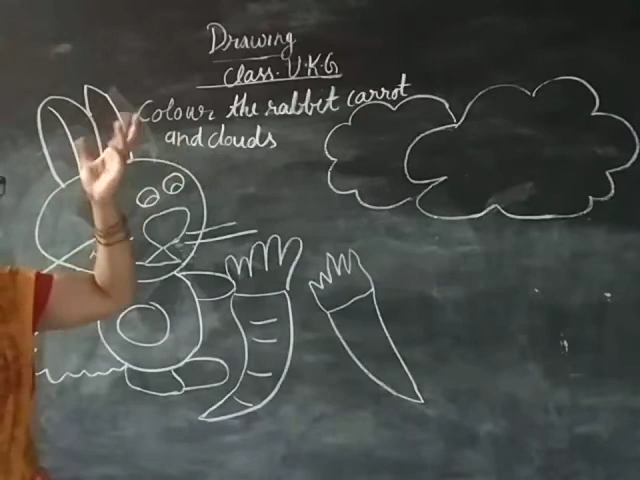 Drawing
Class. U.K.G
Colour the rabbit carrot
and clouds